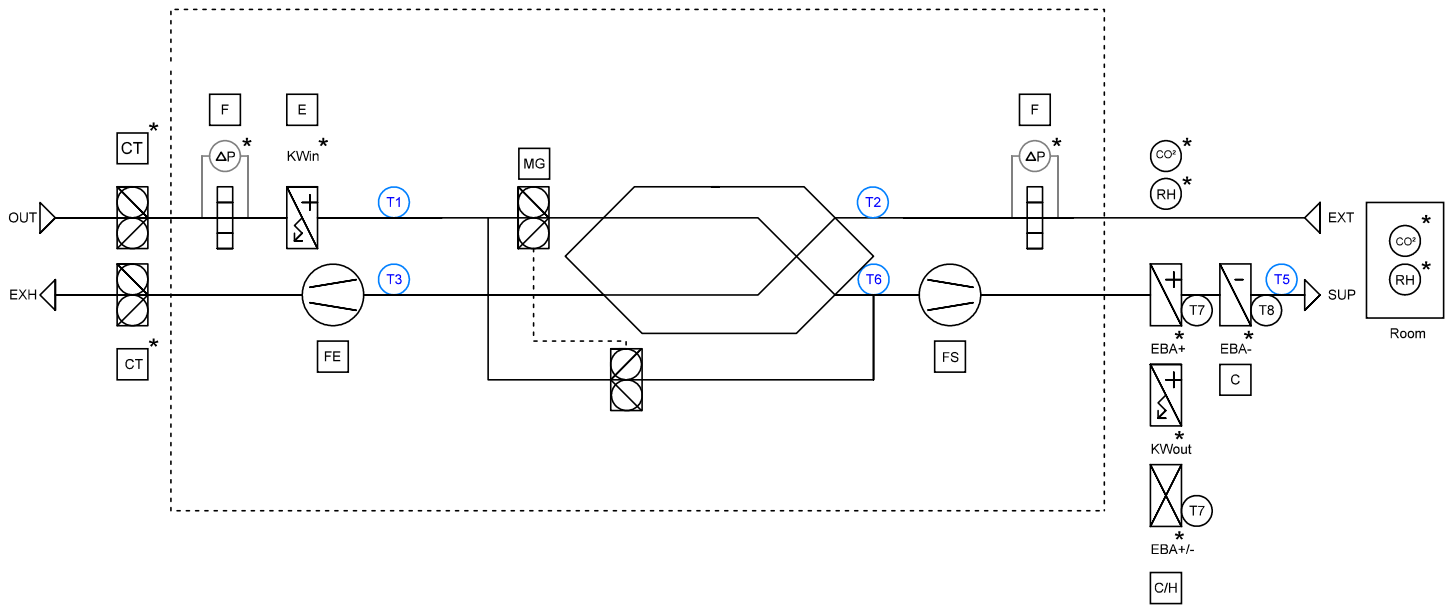 F
E
F
CT
*
ΔP
*
KWin
*
MG
ΔP
*
CO²
*
RH
*
OUT
T1
T2
EXT
CO²
*
RH
*
EXH
T3
T6
T5
SUP
T7
T8
Room
CT
*
FE
FS
*
EBA+
*
EBA-
C
*
KWout
T7
*
EBA+/-
C/H